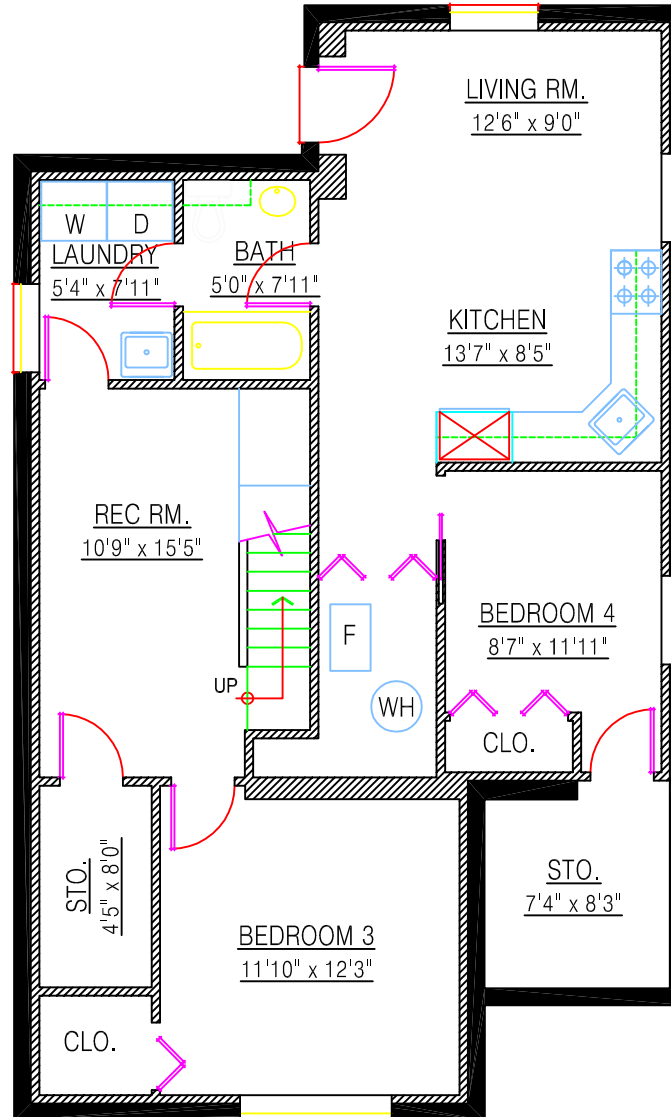 LIVING RM.
12'6" x 9'0"
W
D
LAUNDRY
5'4" x 7'11"
BATH
5'0" x 7'11"
KITCHEN
13'7" x 8'5"
REC RM.
10'9" x 15'5"
BEDROOM 4
8'7" x 11'11"
F
UP
WH
CLO.
STO.
4'5" x 8'0"
STO.
7'4" x 8'3"
BEDROOM 3
11'10" x 12'3"
CLO.